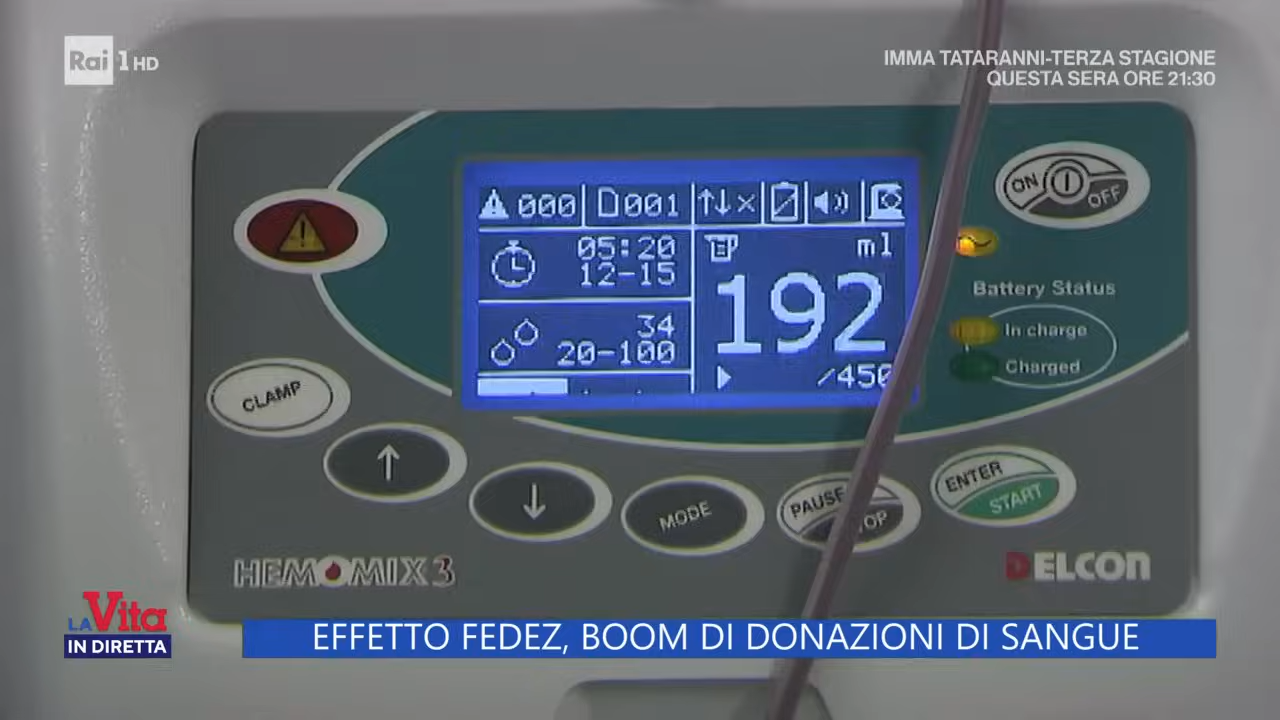 Rai 1 HD
IMMA TATARANNI-TERZA STAGIONE
QUESTA SERA ORE 21:30
000
001
05:20
12-15
34
20-100
ml
192
/450
ON
OFF
Battery Status
In charge
Charged
CLAMP
MODE
PAUSE
ENTER
START
HEMOMIX 3
DELCON
LA Vita
IN DIRETTA
EFFETTO FEDEZ, BOOM DI DONAZIONI DI SANGUE